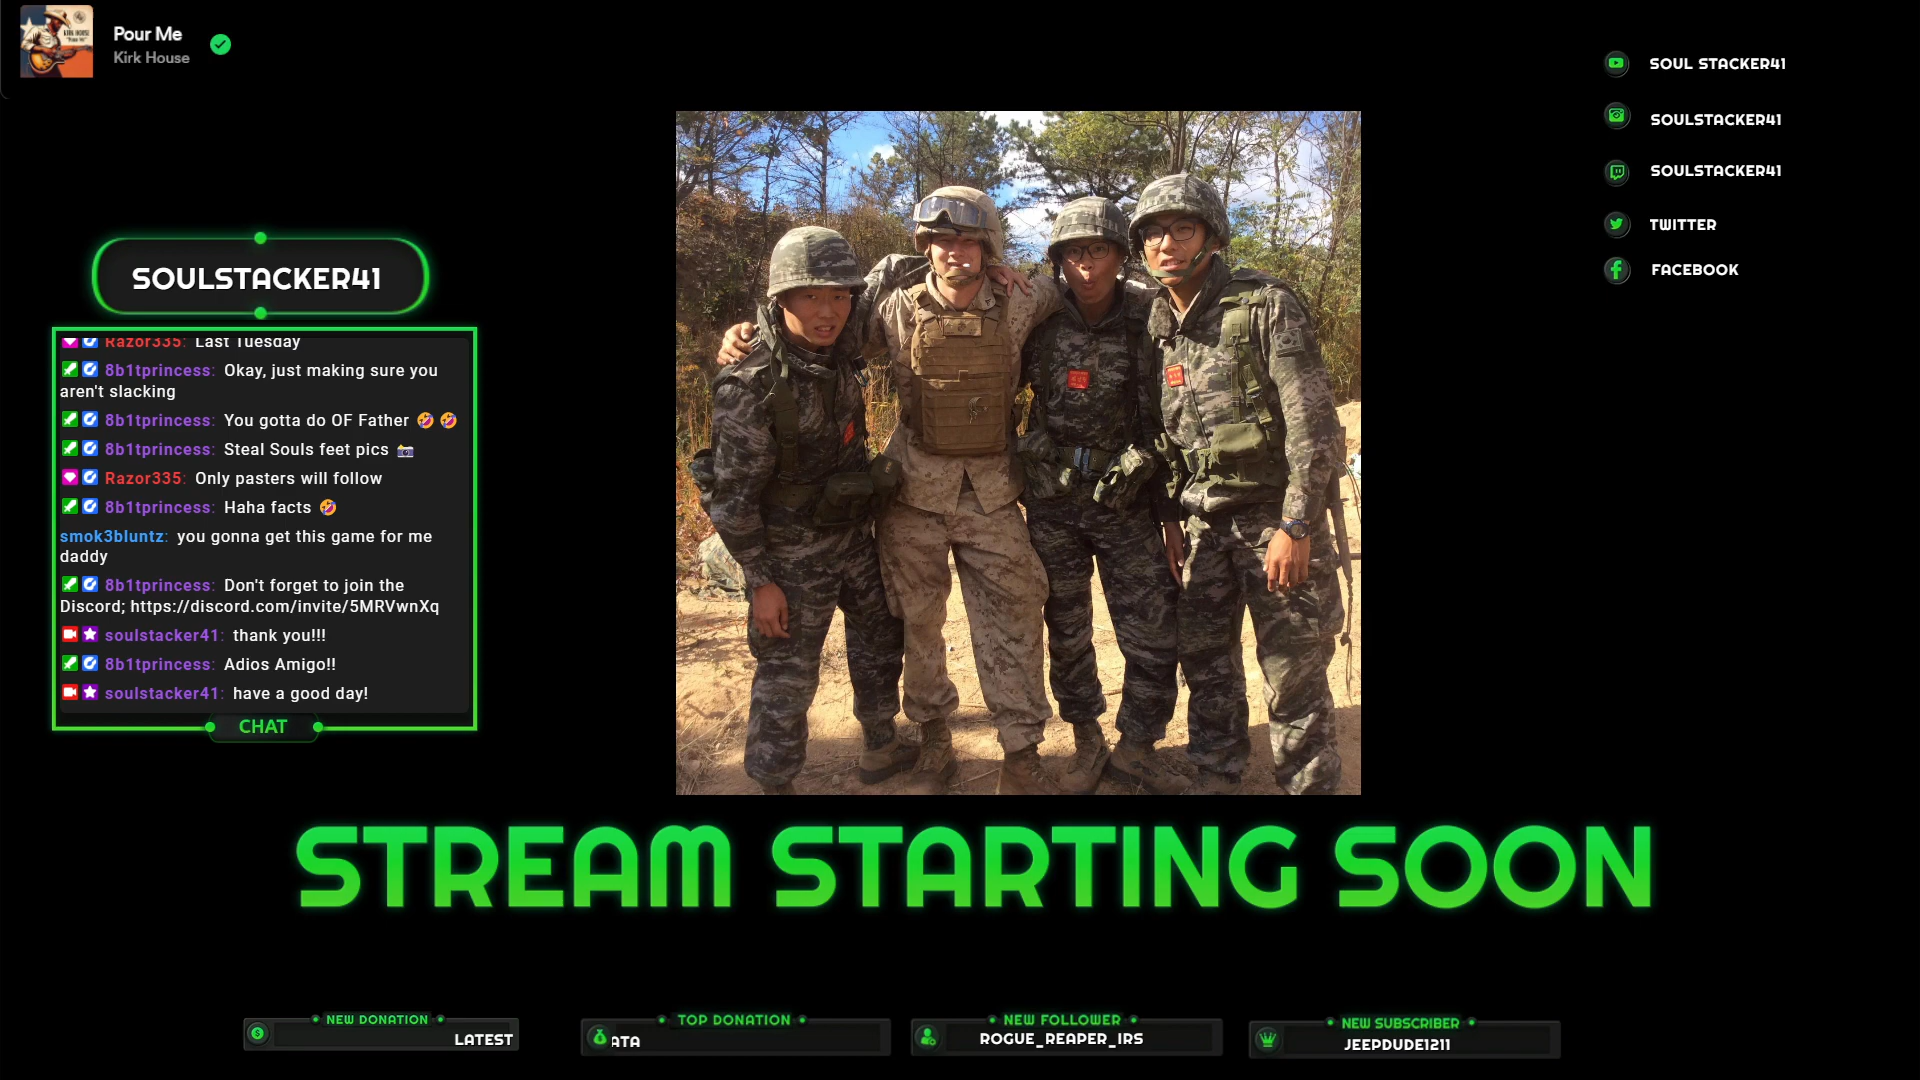 Pour Me
Kirk House
SOUL STACKER41
SOULSTACKER41
SOULSTACKER41
TWITTER
FACEBOOK
SOULSTACKER41
Razor335: Last Tuesday
8b1tprincess: Okay, just making sure you
aren't slacking
8b1tprincess: You gotta do OF Father 🤣 🤣
8b1tprincess: Steal Souls feet pics 📸
Razor335: Only pasters will follow
8b1tprincess: Haha facts 🤣
smok3bluntz: you gonna get this game for me
daddy
8b1tprincess: Don't forget to join the
Discord; https://discord.com/invite/5MRVwnXq
soulstacker41: thank you!!!
8b1tprincess: Adios Amigo!!
soulstacker41: have a good day!
CHAT
STREAM STARTING SOON
NEW DONATION
LATEST
TOP DONATION
ATA
NEW FOLLOWER
ROGUE_REAPER_IRS
NEW SUBSCRIBER
JEEPDUDE1211